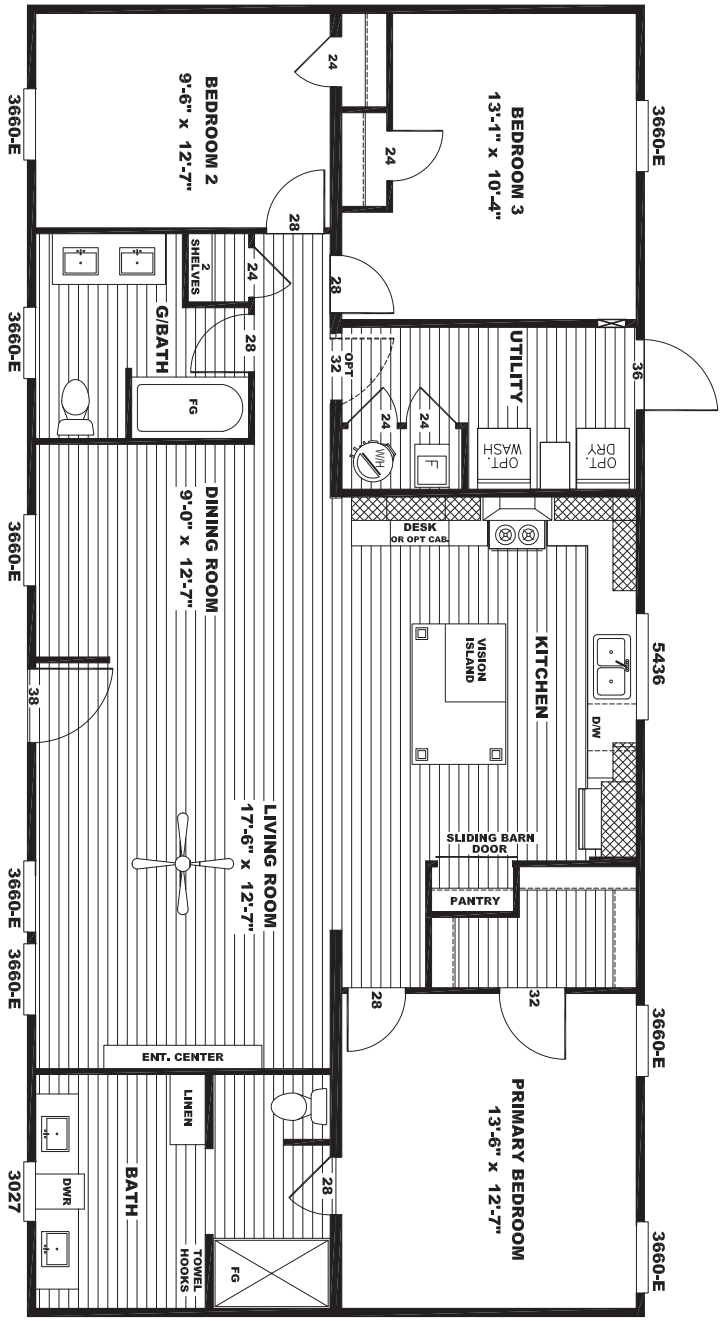 3660-E
3660-E
3660-E
5436
36
BEDROOM 3
13'-1" x 10'-4"
24
24
28
UTILITY
OPT
32
24
24
W/H
F
OPT.
WASH
OPT.
DRY
DESK
OR OPT CAB.
KITCHEN
VISION
ISLAND
D/W
SLIDING BARN
DOOR
PANTRY
28
32
PRIMARY BEDROOM
13'-6" x 12'-7"
BEDROOM 2
9'-6" x 12'-7"
28
2
SHELVES
24
28
G/BATH
FG
DINING ROOM
9'-0" x 12'-7"
LIVING ROOM
17'-6" x 12'-7"
ENT. CENTER
LINEN
BATH
28
TOWEL
HOOKS
FG
DWR
3660-E
3660-E
3660-E
38
3660-E
3660-E
3027